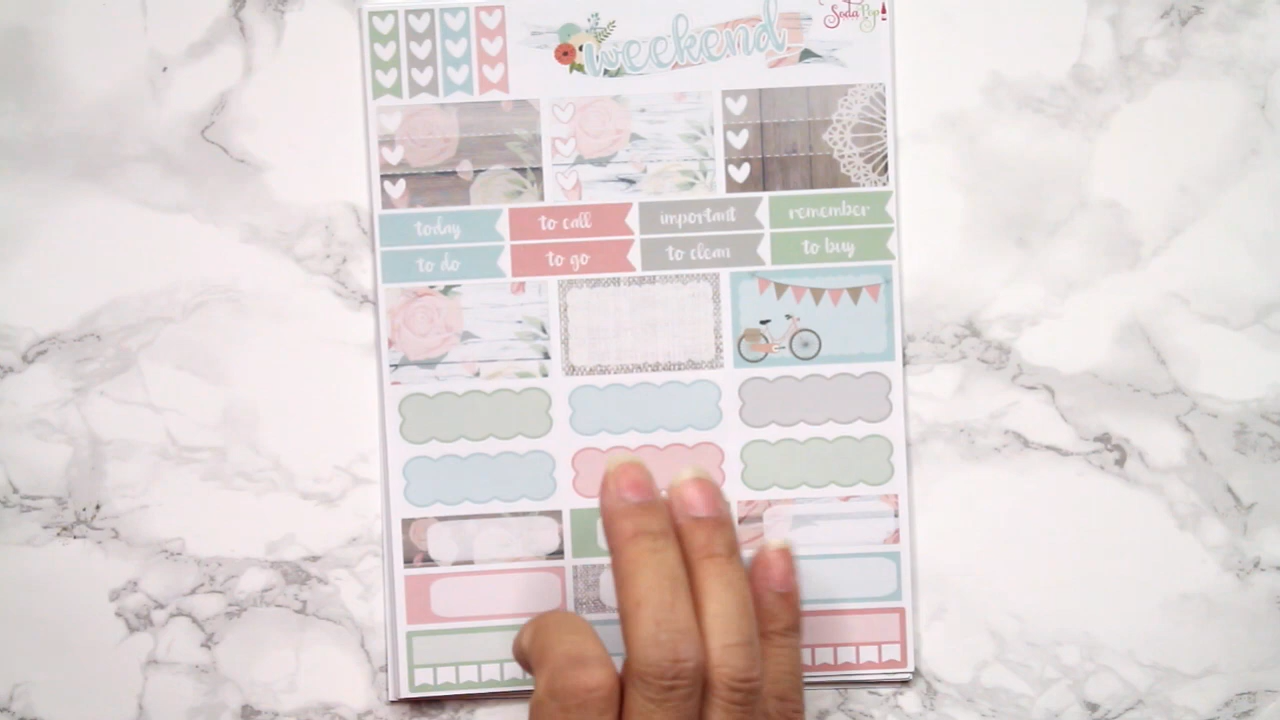 weekend
Soda Pop
today to call important remember
to do to go to clean to buy